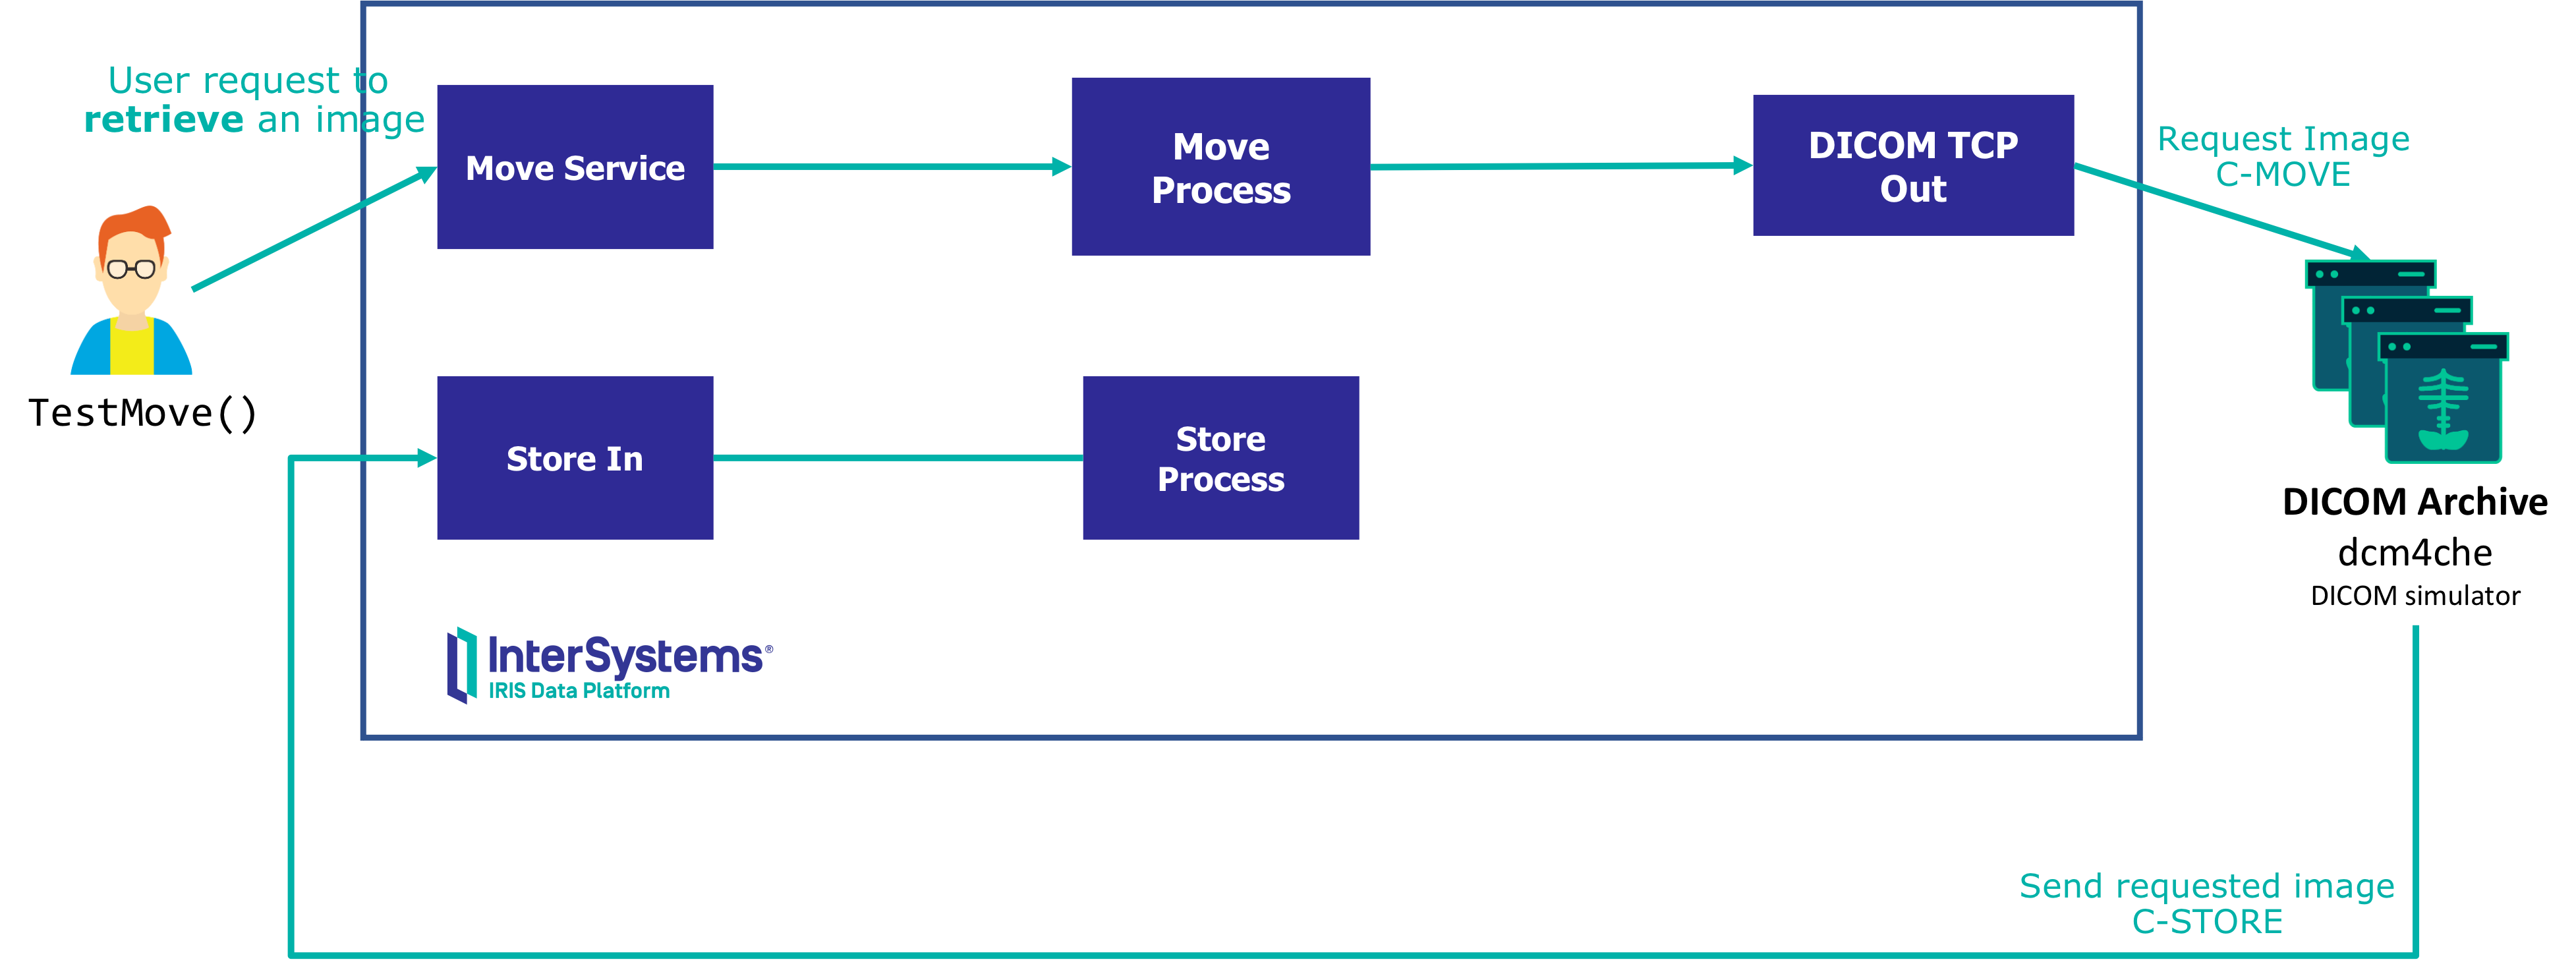 User request to
retrieve an image
Move Service
Move
Process
DICOM TCP
Out
Request Image
C-MOVE
TestMove()
Store In
Store
Process
DICOM Archive
dcm4che
DICOM simulator
InterSystems®
IRIS Data Platform
Send requested image
C-STORE